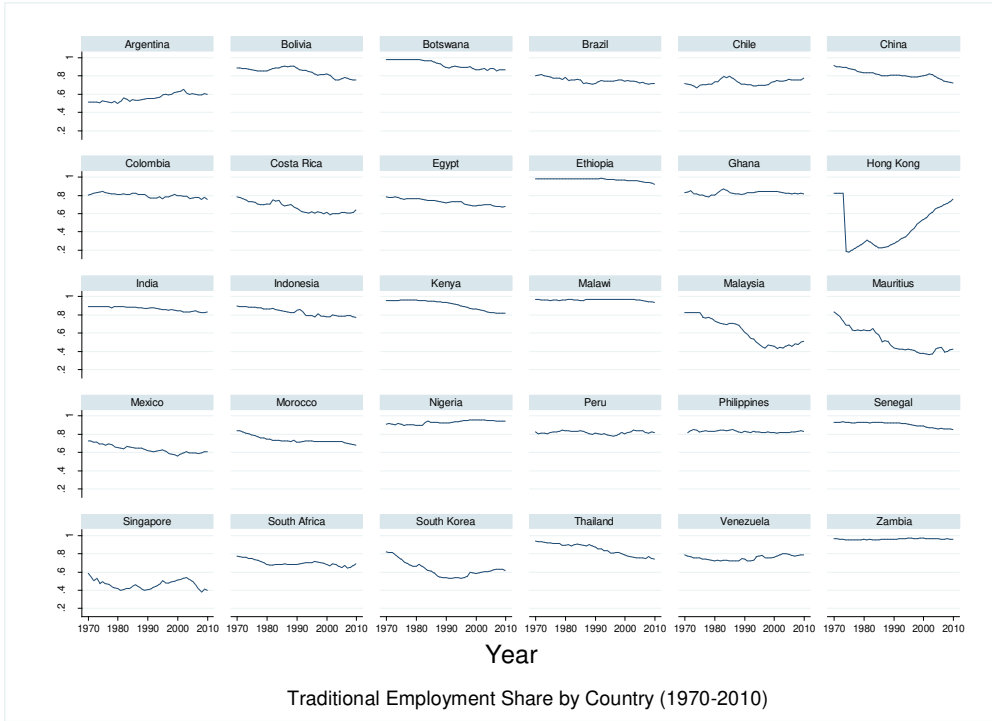 Argentina Bolivia Botswana Brazil Chile China
.2 .4 .6 .8 1
Colombia Costa Rica Egypt Ethiopia Ghana Hong Kong
.2 .4 .6 .8 1
India Indonesia Kenya Malawi Malaysia Mauritius
.2 .4 .6 .8 1
Mexico Morocco Nigeria Peru Philippines Senegal
.2 .4 .6 .8 1
Singapore South Africa South Korea Thailand Venezuela Zambia
.2 .4 .6 .8 1
1970 1980 1990 2000 2010 1970 1980 1990 2000 2010 1970 1980 1990 2000 2010 1970 1980 1990 2000 2010 1970 1980 1990 2000 2010 1970 1980 1990 2000 2010
Year
Traditional Employment Share by Country (1970-2010)